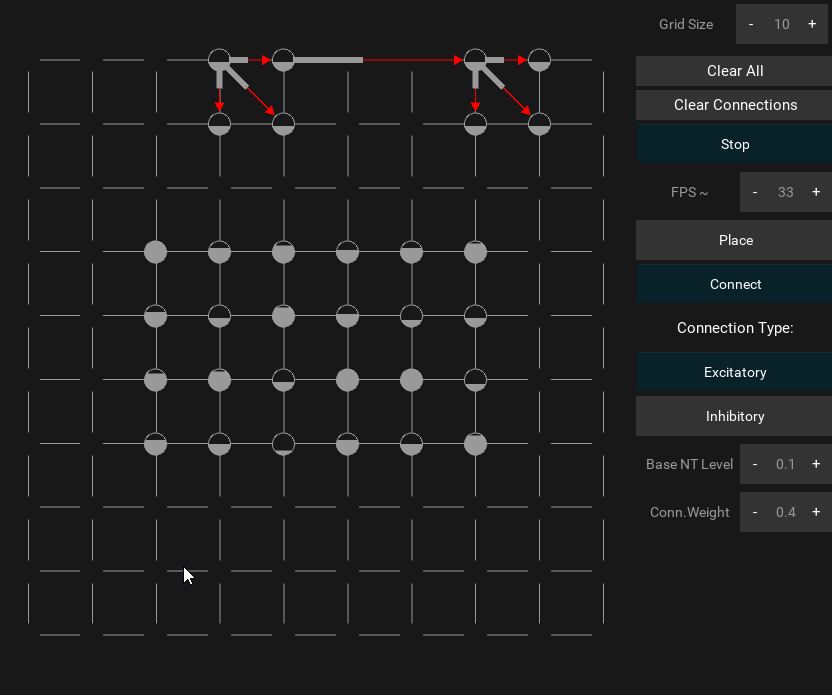 Grid Size - 10 +
Clear All
Clear Connections
Stop
FPS ~ - 33 +
Place
Connect
Connection Type:
Excitatory
Inhibitory
Base NT Level - 0.1 +
Conn.Weight - 0.4 +